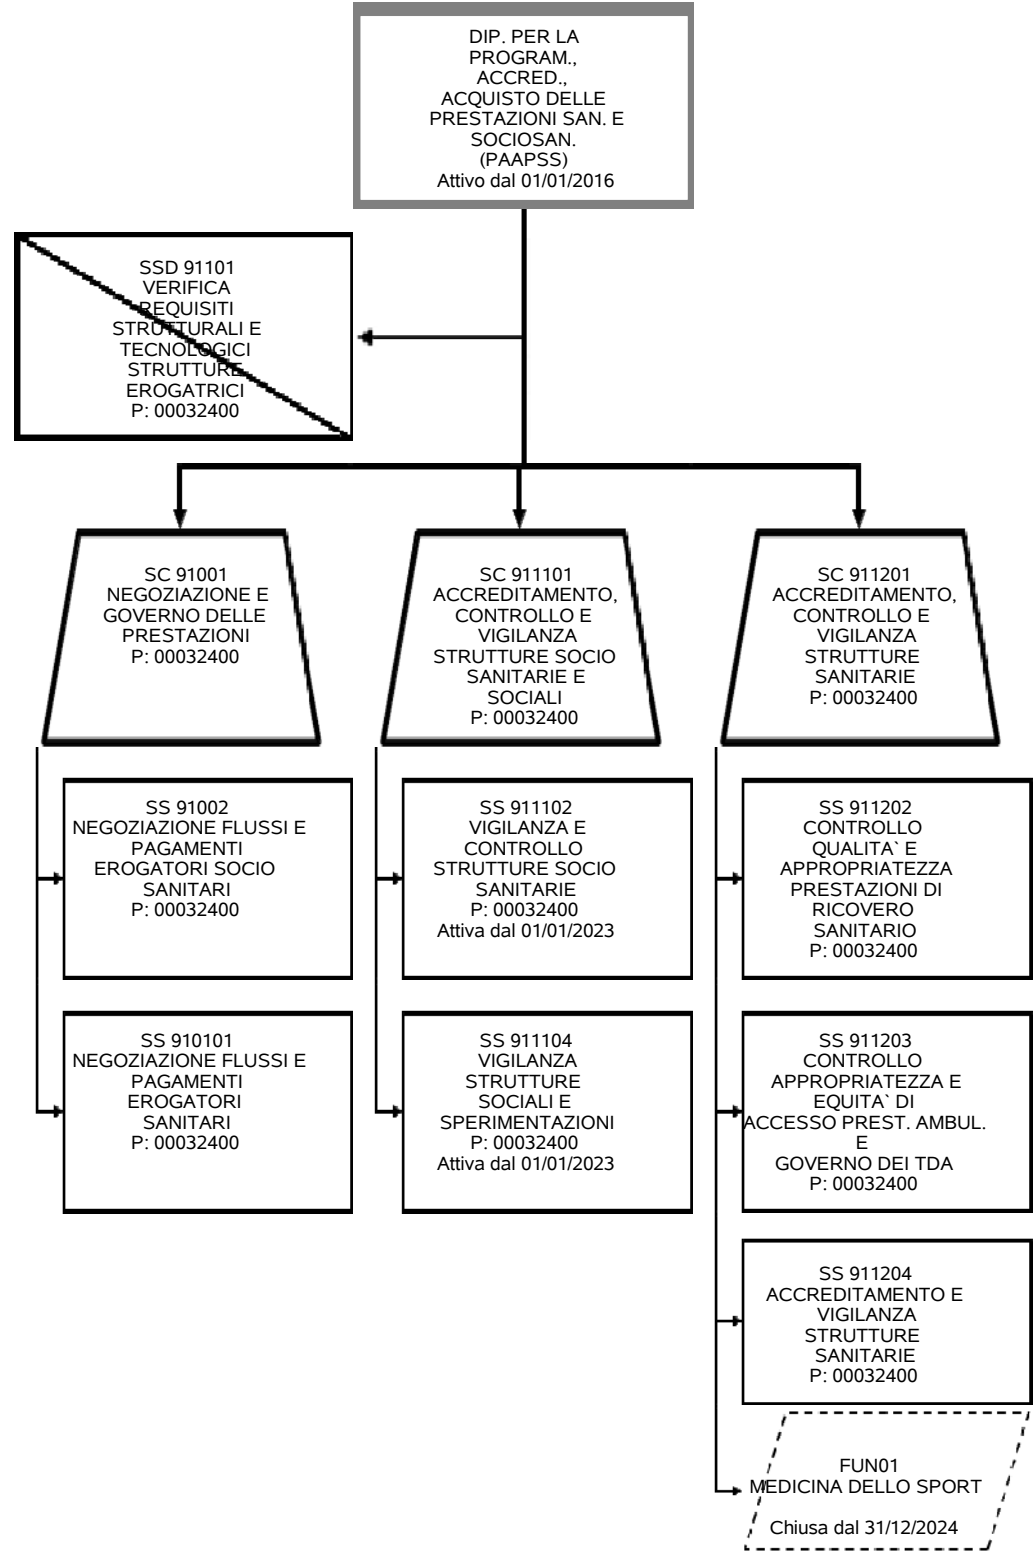 DIP. PER LA
PROGRAM.,
ACCRED.,
ACQUISTO DELLE
PRESTAZIONI SAN. E
SOCIOSAN.
(PAAPSS)
Attivo dal 01/01/2016
SSD 91101
VERIFICA
REQUISITI
STRUTTURALI E
TECNOLOGICI
STRUTTURE
EROGATRICI
P: 00032400
SC 91001
NEGOZIAZIONE E
GOVERNO DELLE
PRESTAZIONI
P: 00032400
SC 911101
ACCREDITAMENTO,
CONTROLLO E
VIGILANZA
STRUTTURE SOCIO
SANITARIE E
SOCIALI
P: 00032400
SC 911201
ACCREDITAMENTO,
CONTROLLO E
VIGILANZA
STRUTTURE
SANITARIE
P: 00032400
SS 91002
NEGOZIAZIONE FLUSSI E
PAGAMENTI
EROGATORI SOCIO
SANITARI
P: 00032400
SS 911102
VIGILANZA E
CONTROLLO
STRUTTURE SOCIO
SANITARIE
P: 00032400
Attiva dal 01/01/2023
SS 911202
CONTROLLO
QUALITA` E
APPROPRIATEZZA
PRESTAZIONI DI
RICOVERO
SANITARIO
P: 00032400
SS 910101
NEGOZIAZIONE FLUSSI E
PAGAMENTI
EROGATORI
SANITARI
P: 00032400
SS 911104
VIGILANZA
STRUTTURE
SOCIALI E
SPERIMENTAZIONI
P: 00032400
Attiva dal 01/01/2023
SS 911203
CONTROLLO
APPROPRIATEZZA E
EQUITA` DI
ACCESSO PREST. AMBUL.
E
GOVERNO DEI TDA
P: 00032400
SS 911204
ACCREDITAMENTO E
VIGILANZA
STRUTTURE
SANITARIE
P: 00032400
FUN01
MEDICINA DELLO SPORT
Chiusa dal 31/12/2024